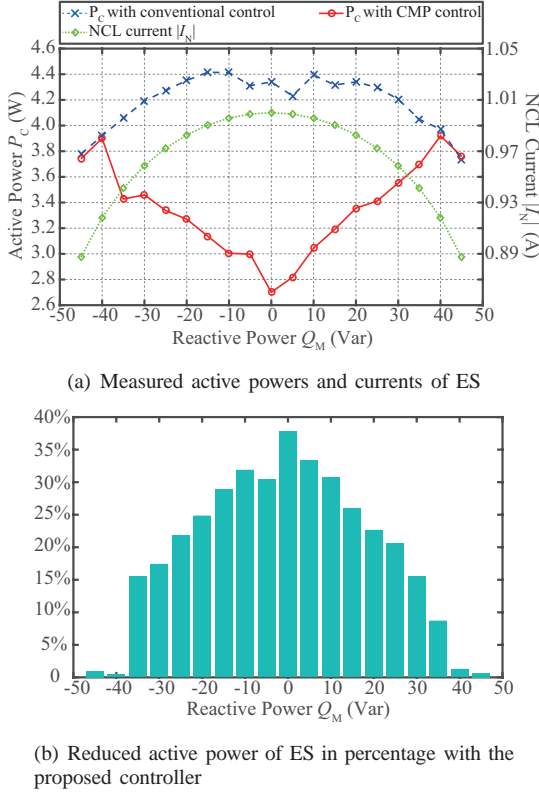 P_C with conventional control
P_C with CMP control
NCL current |I_N|
4.6
4.4
4.2
4.0
3.8
3.6
3.4
3.2
3.0
2.8
2.6
Active Power P_C (W)
1.05
1.01
0.97
0.93
0.89
NCL Current |I_N| (A)
-50 -40 -30 -20 -10 0 10 20 30 40 50
Reactive Power Q_M (Var)
(a) Measured active powers and currents of ES
40%
35%
30%
25%
20%
15%
10%
5%
0
-50 -40 -30 -20 -10 0 10 20 30 40 50
Reactive Power Q_M (Var)
(b) Reduced active power of ES in percentage with the
proposed controller